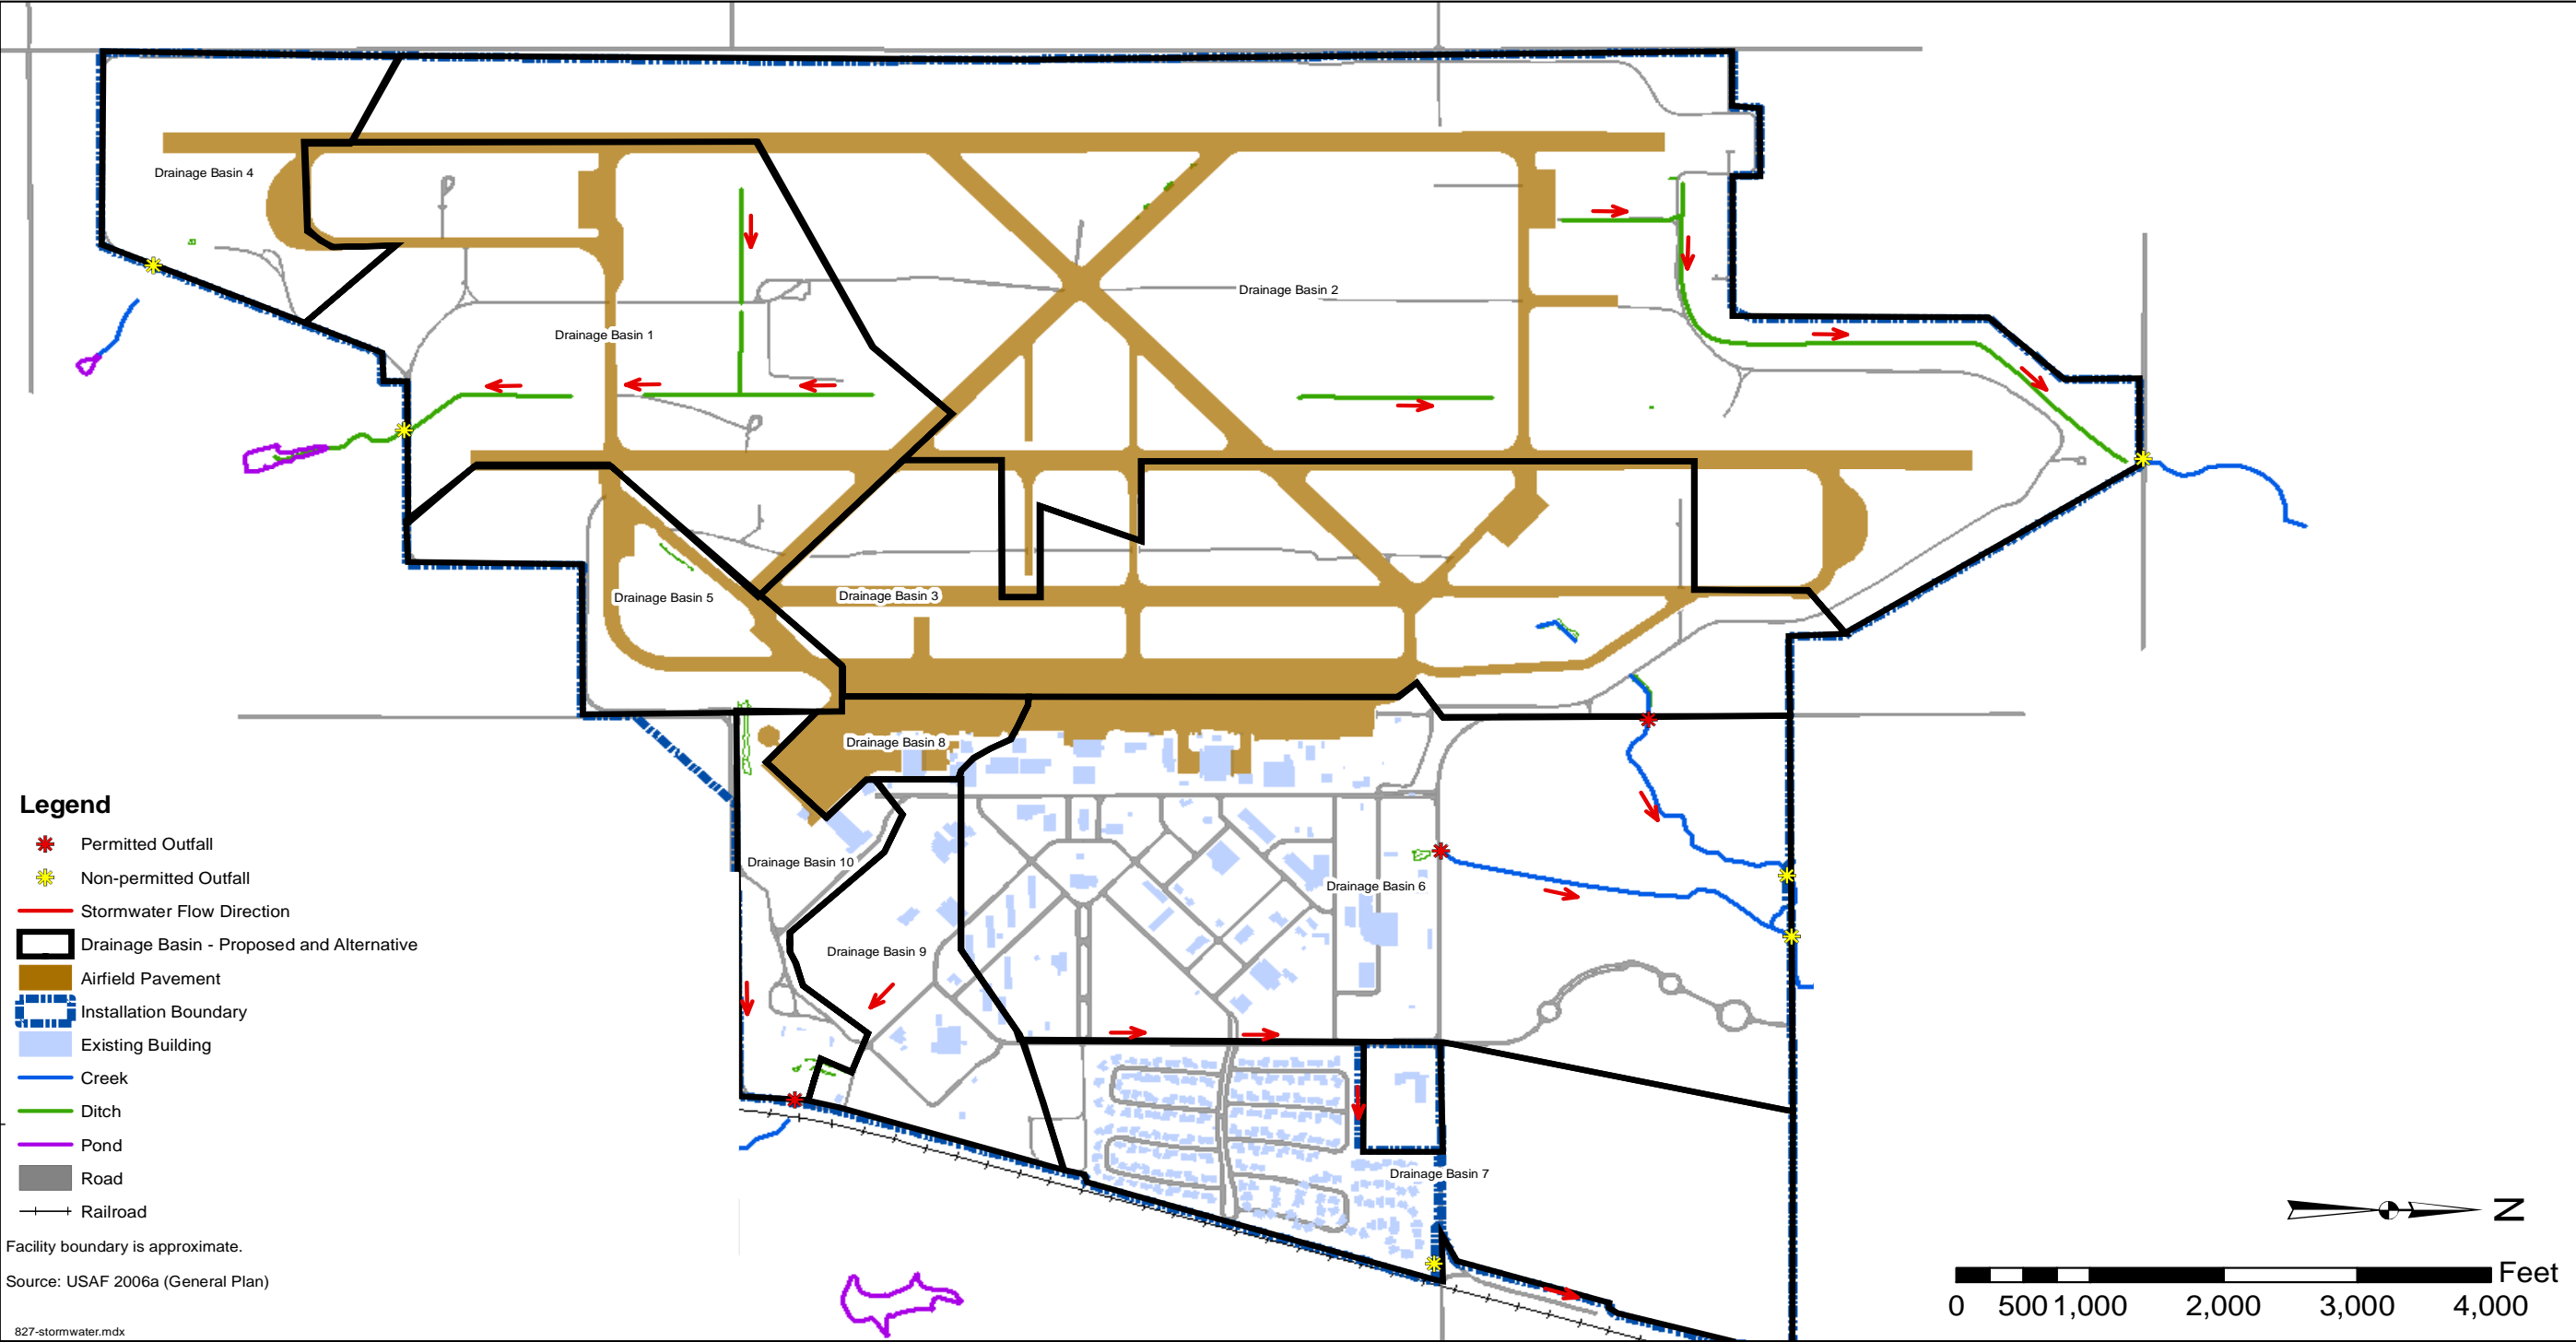 Drainage Basin 4
Drainage Basin 2
Drainage Basin 1
Drainage Basin 5
Drainage Basin 3
Drainage Basin 8
Drainage Basin 10
Drainage Basin 6
Drainage Basin 9
Drainage Basin 7
Legend
Permitted Outfall
Non-permitted Outfall
Stormwater Flow Direction
Drainage Basin - Proposed and Alternative
Airfield Pavement
Installation Boundary
Existing Building
Creek
Ditch
Pond
Road
Railroad
Facility boundary is approximate.
Source: USAF 2006a (General Plan)
827-stormwater.mdx
N
Feet
0 500 1,000 2,000 3,000 4,000